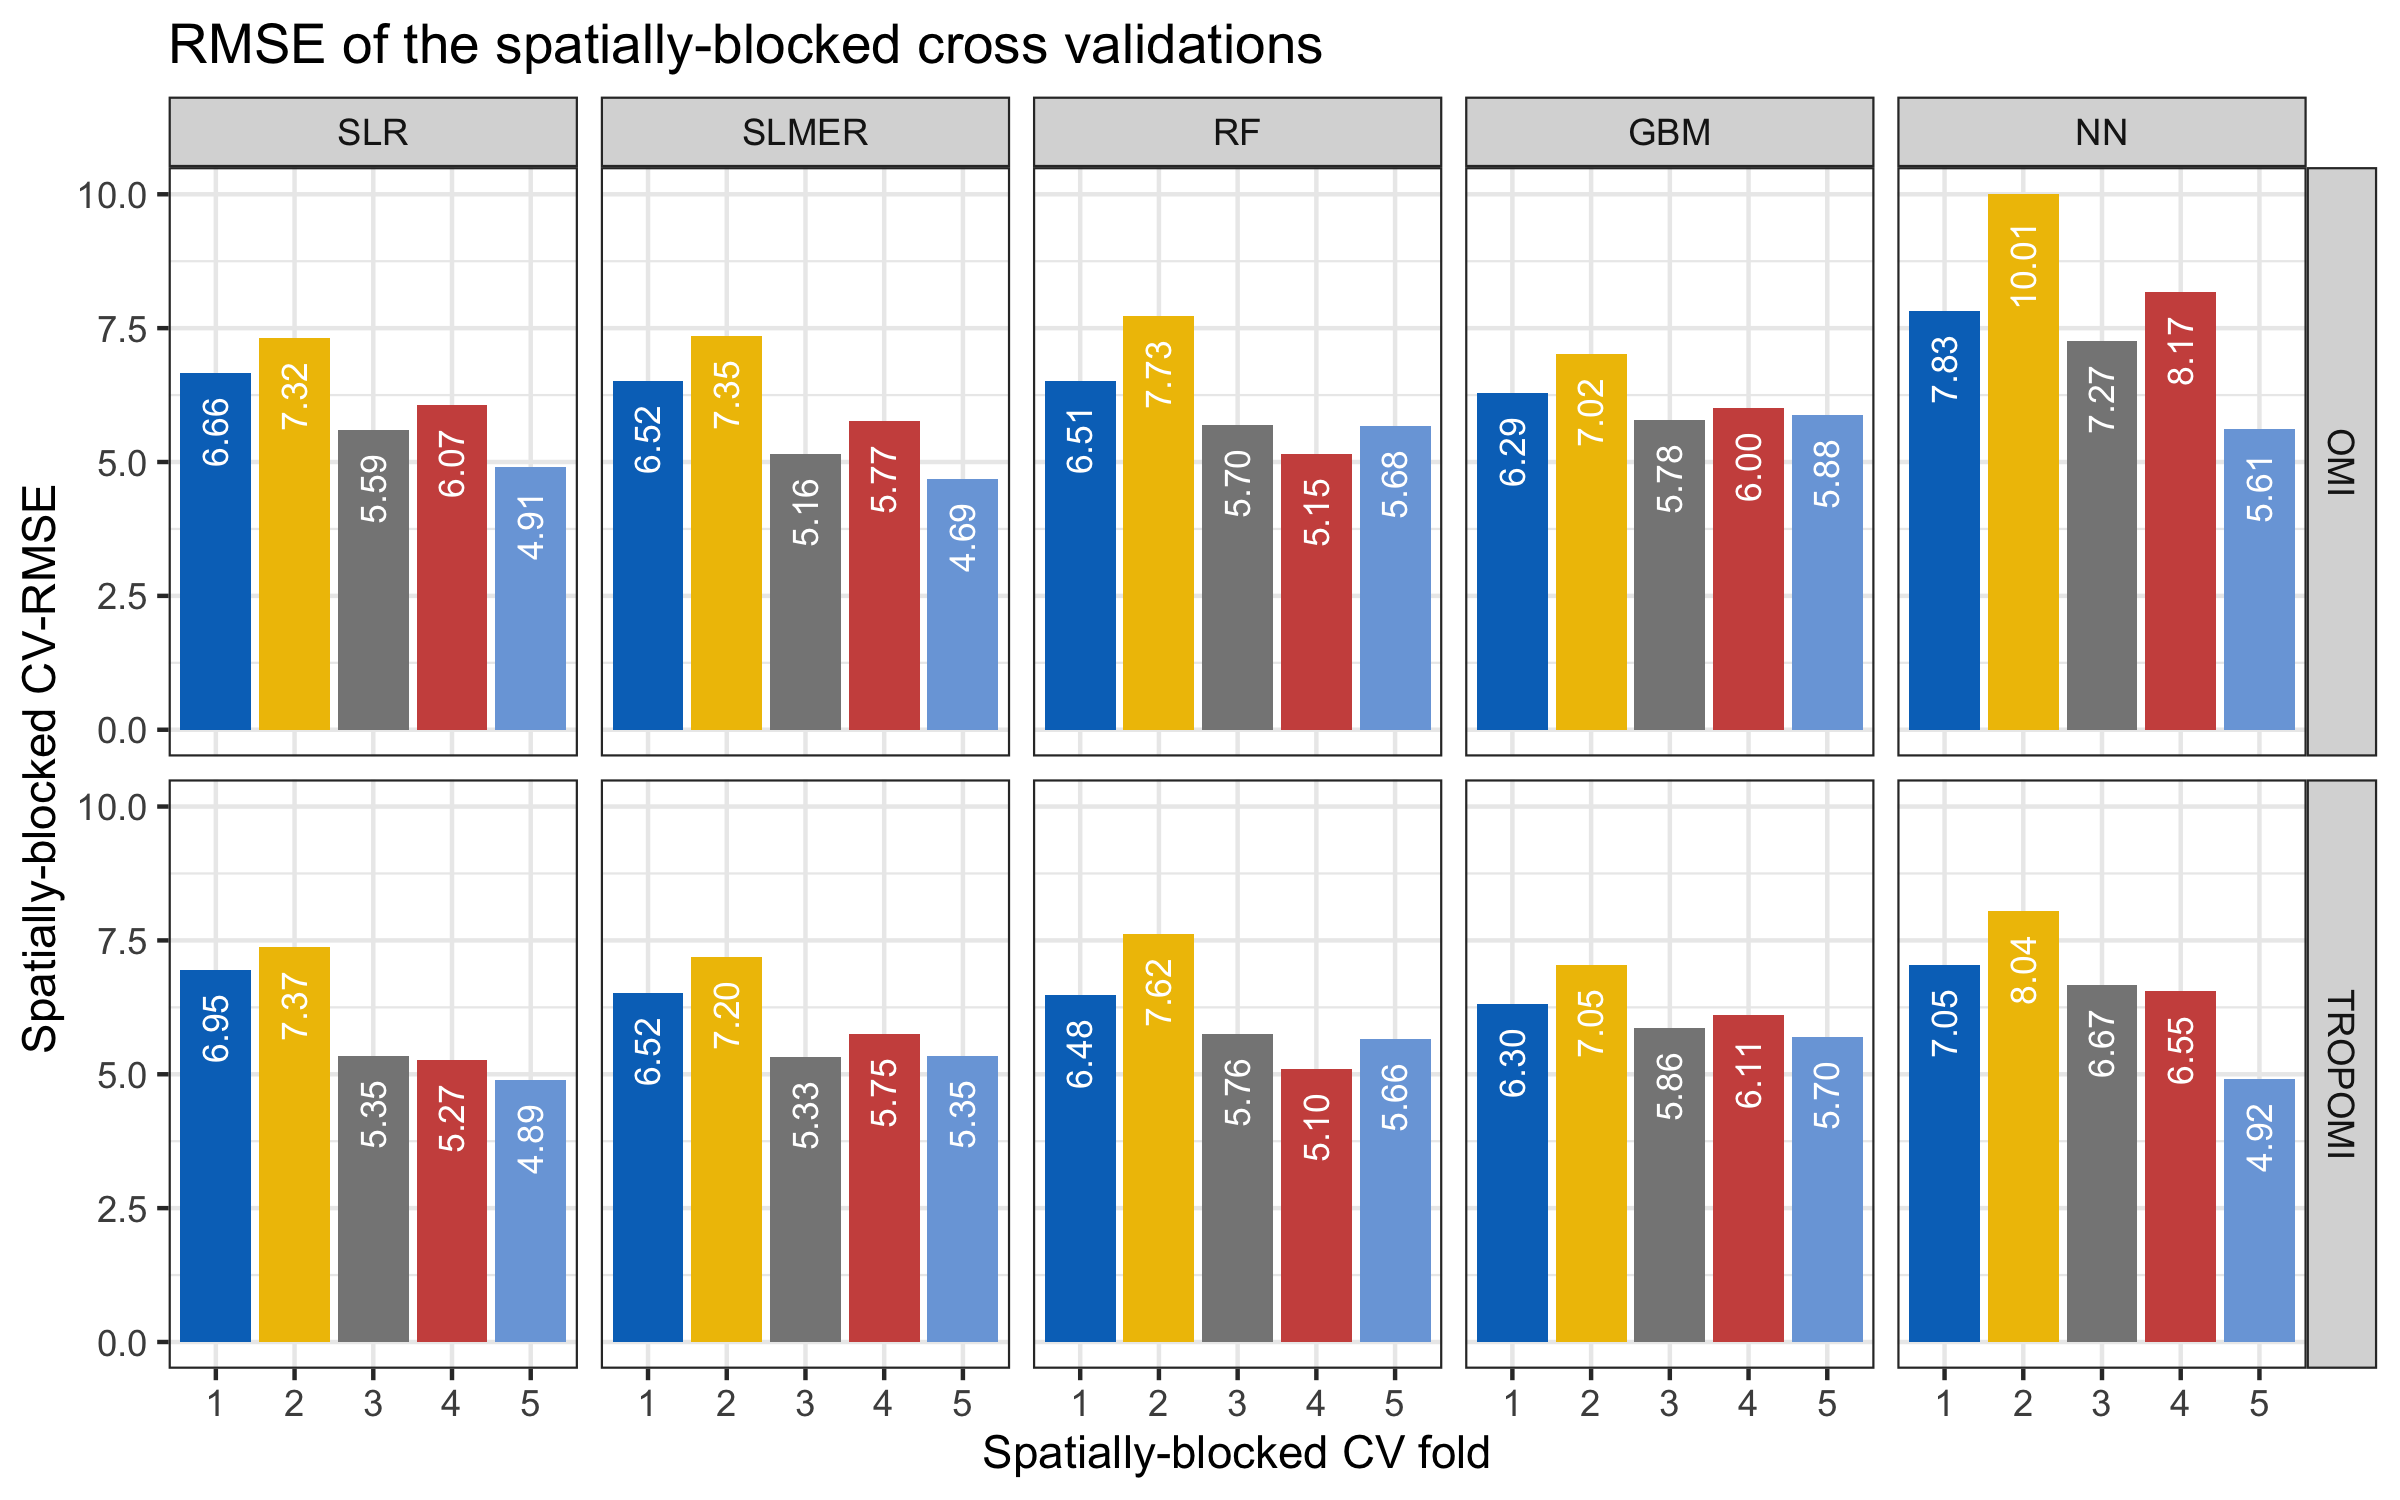 RMSE of the spatially-blocked cross validations
SLR SLMER RF GBM NN
Spatially-blocked CV-RMSE
10.0
7.5
5.0
2.5
0.0
6.66 7.32 5.59 6.07 4.91
6.52 7.35 5.16 5.77 4.69
6.51 7.73 5.70 5.15 5.68
6.29 7.02 5.78 6.00 5.88
7.83 10.01 7.27 8.17 5.61
OMI
10.0
7.5
5.0
2.5
0.0
6.95 7.37 5.35 5.27 4.89
6.52 7.20 5.33 5.75 5.35
6.48 7.62 5.76 5.10 5.66
6.30 7.05 5.86 6.11 5.70
7.05 8.04 6.67 6.55 4.92
TROPOMI
1 2 3 4 5 1 2 3 4 5 1 2 3 4 5 1 2 3 4 5 1 2 3 4 5
Spatially-blocked CV fold